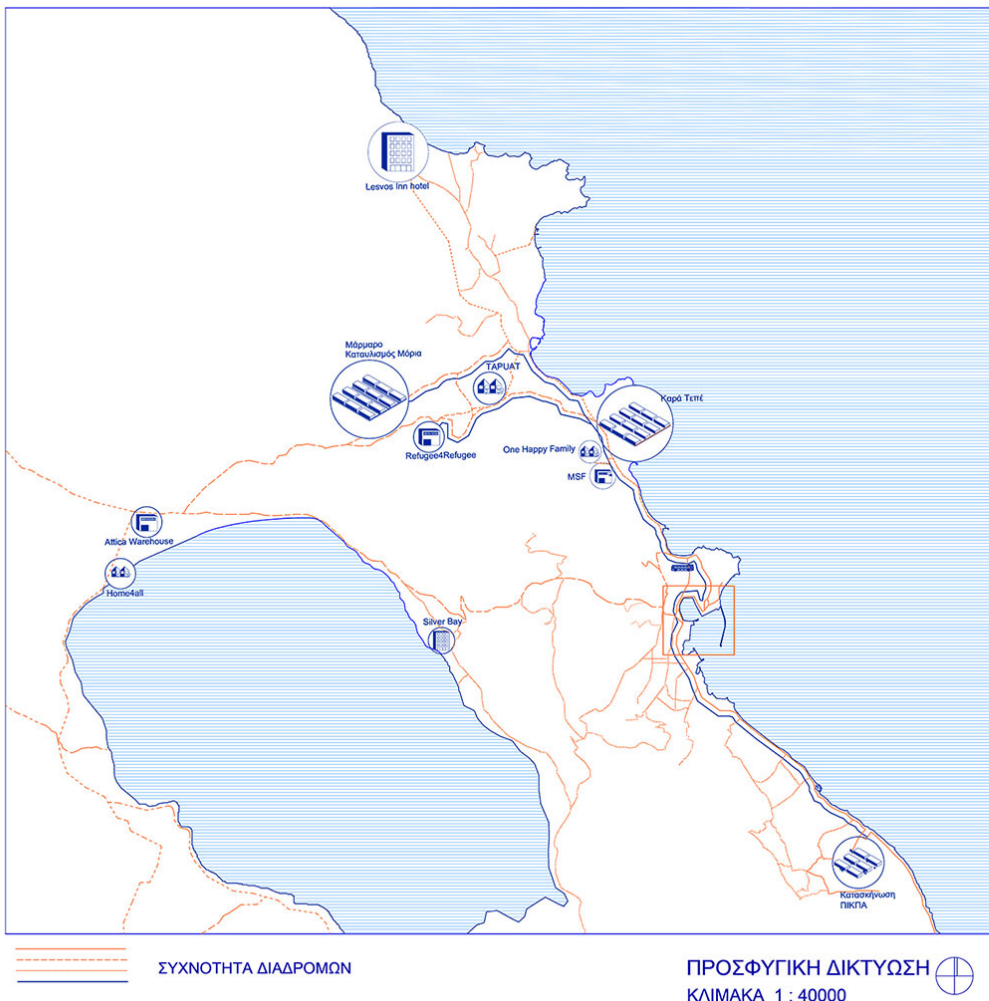 Lesvos Inn hotel
Μάρμαρο
Καταυλισμός Μόρια
TAPUAT
Καρά Τεπέ
Refugee4Refugee
One Happy Family
MSF
Attica Warehouse
Home4all
Silver Bay
Κατασκήνωση
ΠΙΚΠΑ
ΣΥΧΝΟΤΗΤΑ ΔΙΑΔΡΟΜΩΝ
ΠΡΟΣΦΥΓΙΚΗ ΔΙΚΤΥΩΣΗ
ΚΛΙΜΑΚΑ 1 : 40000